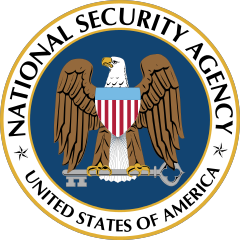 NATIONAL SECURITY AGENCY
UNITED STATES OF AMERICA